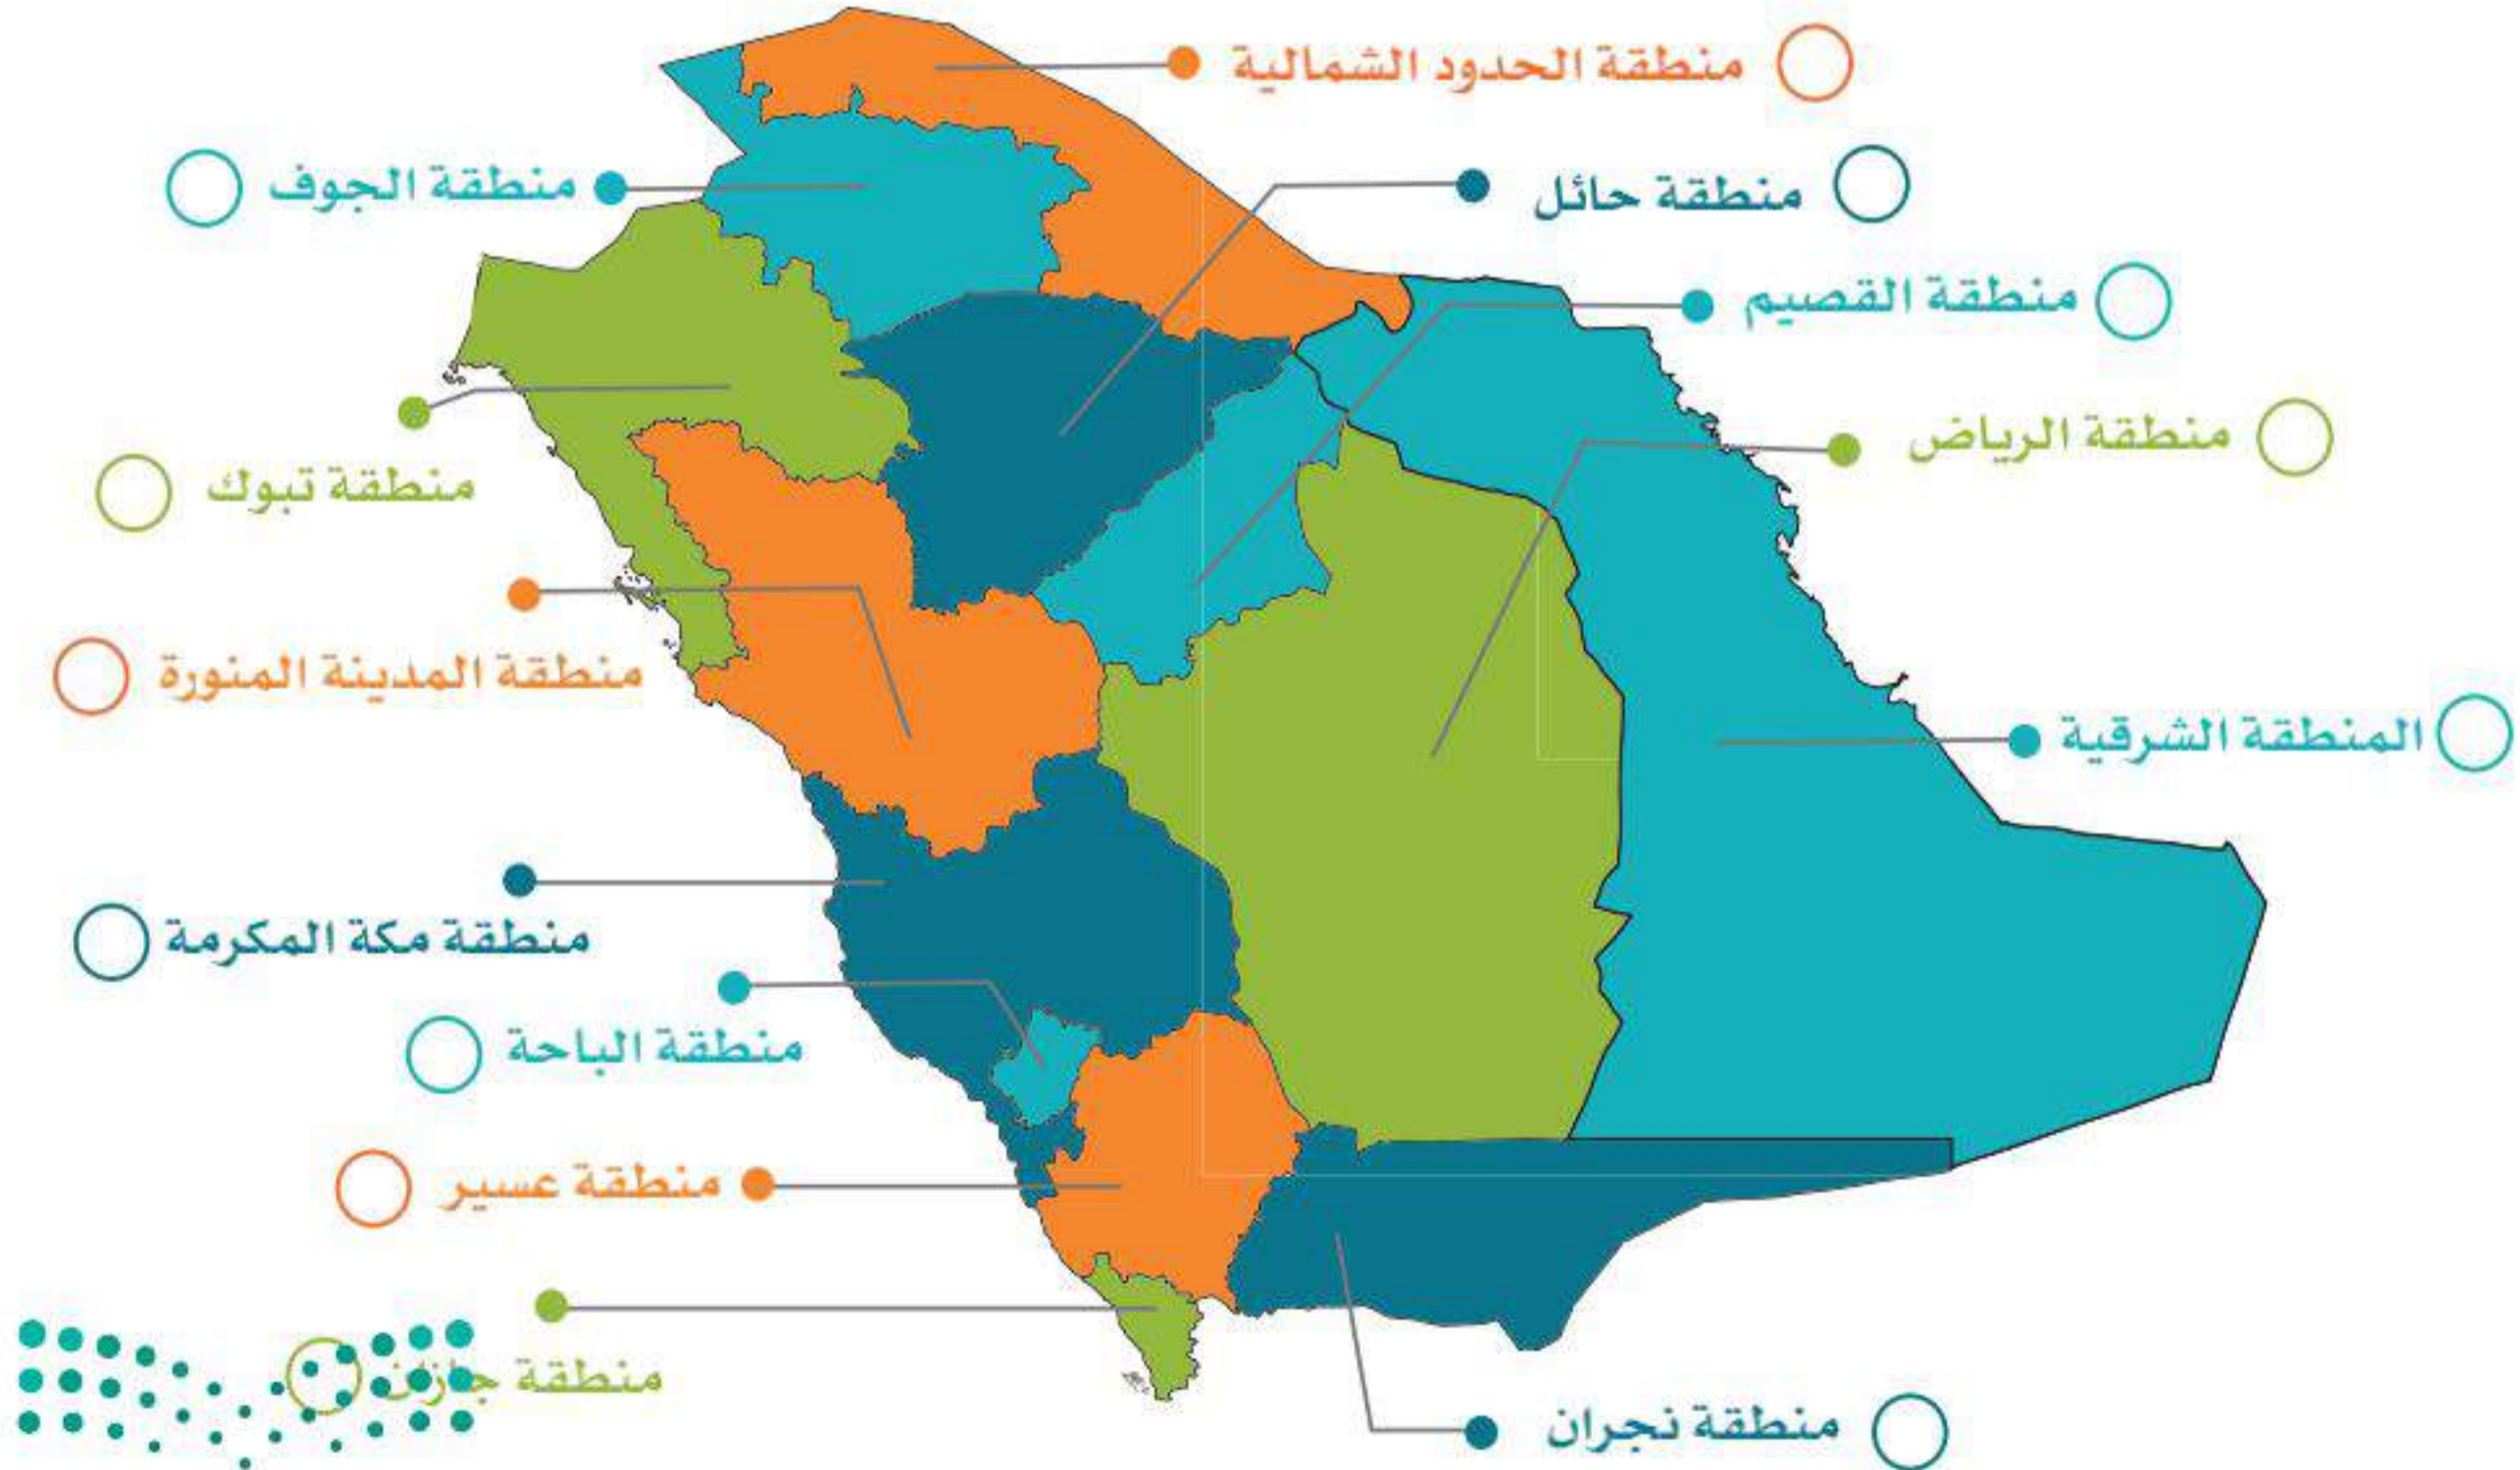 منطقة الحدود الشمالية
منطقة الجوف
منطقة حائل
منطقة القصيم
منطقة الرياض
منطقة تبوك
منطقة المدينة المنورة
المنطقة الشرقية
منطقة مكة المكرمة
منطقة الباحة
منطقة عسير
منطقة جازان
منطقة نجران